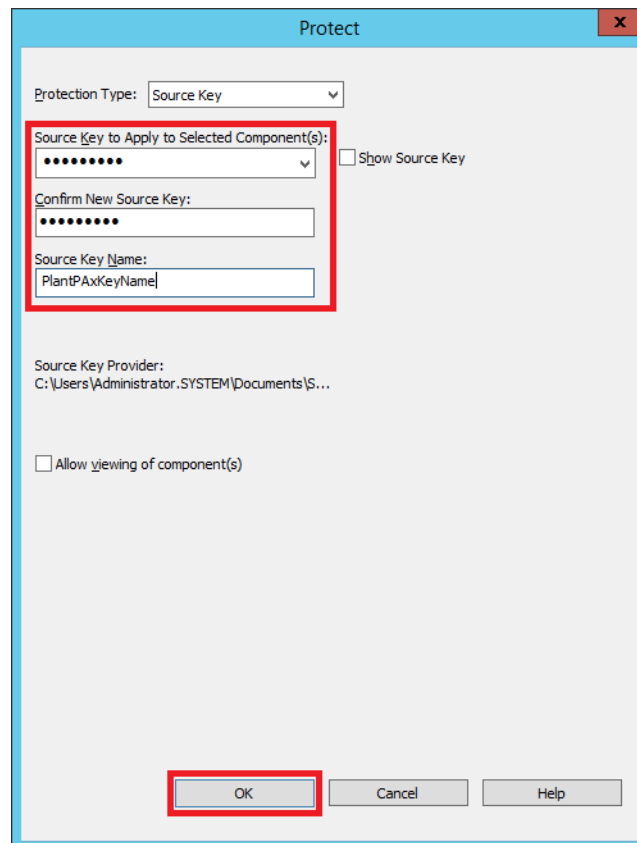 Protect
x
Protection Type: Source Key
Source Key to Apply to Selected Component(s):
•••••••••
Show Source Key
Confirm New Source Key:
•••••••••
Source Key Name:
PlantPAxKeyName
Source Key Provider:
C:\Users\Administrator.SYSTEM\Documents\S...
Allow viewing of component(s)
OK Cancel Help